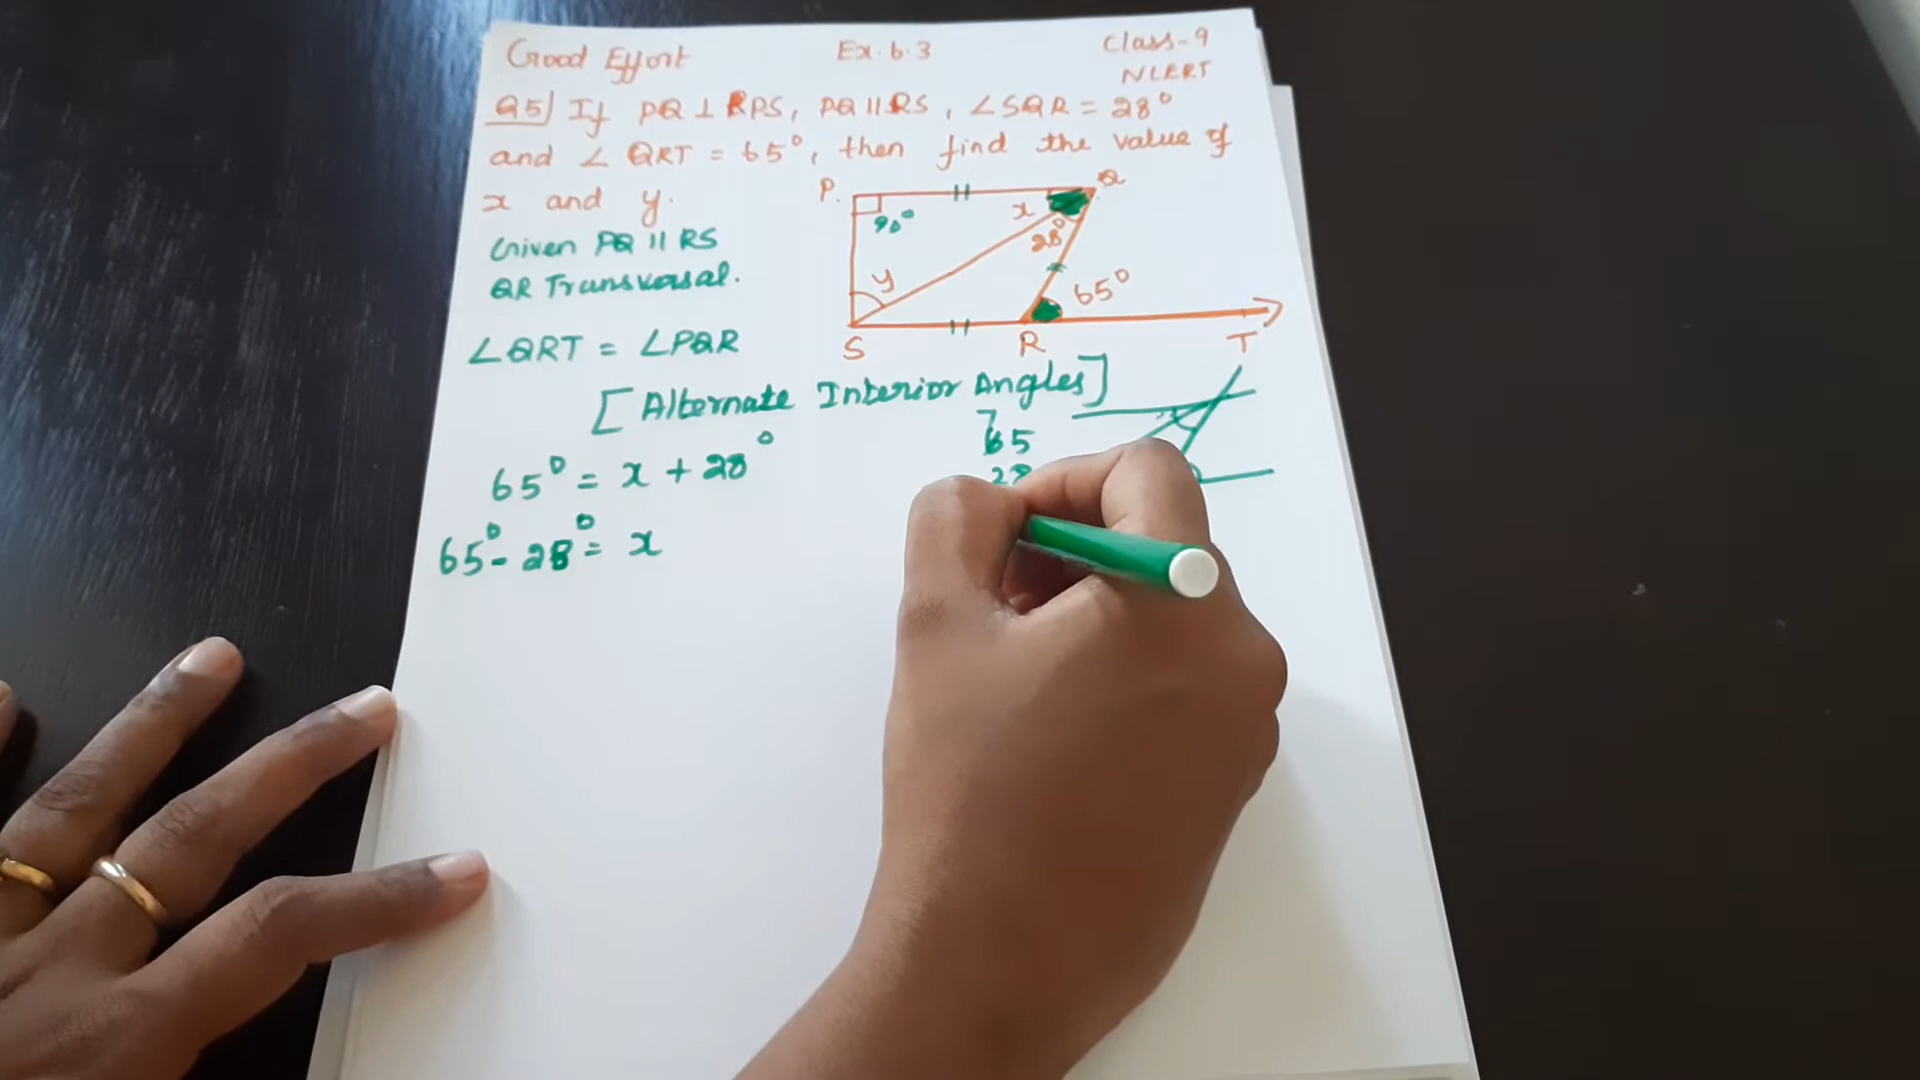 Good Effort Ex. 6.3 Class-9
NCERT
Q5) If PQ ⊥ PS, PQ || RS, ∠SQR = 28°
and ∠ QRT = 65°, then find the value of
x and y.
P Q
x
90°
28°
y
65°
S R T
Given PQ || RS
QR Transversal.
∠QRT = ∠PQR
[Alternate Interior Angles]
65° = x + 28°
65° - 28° = x
7
65
28